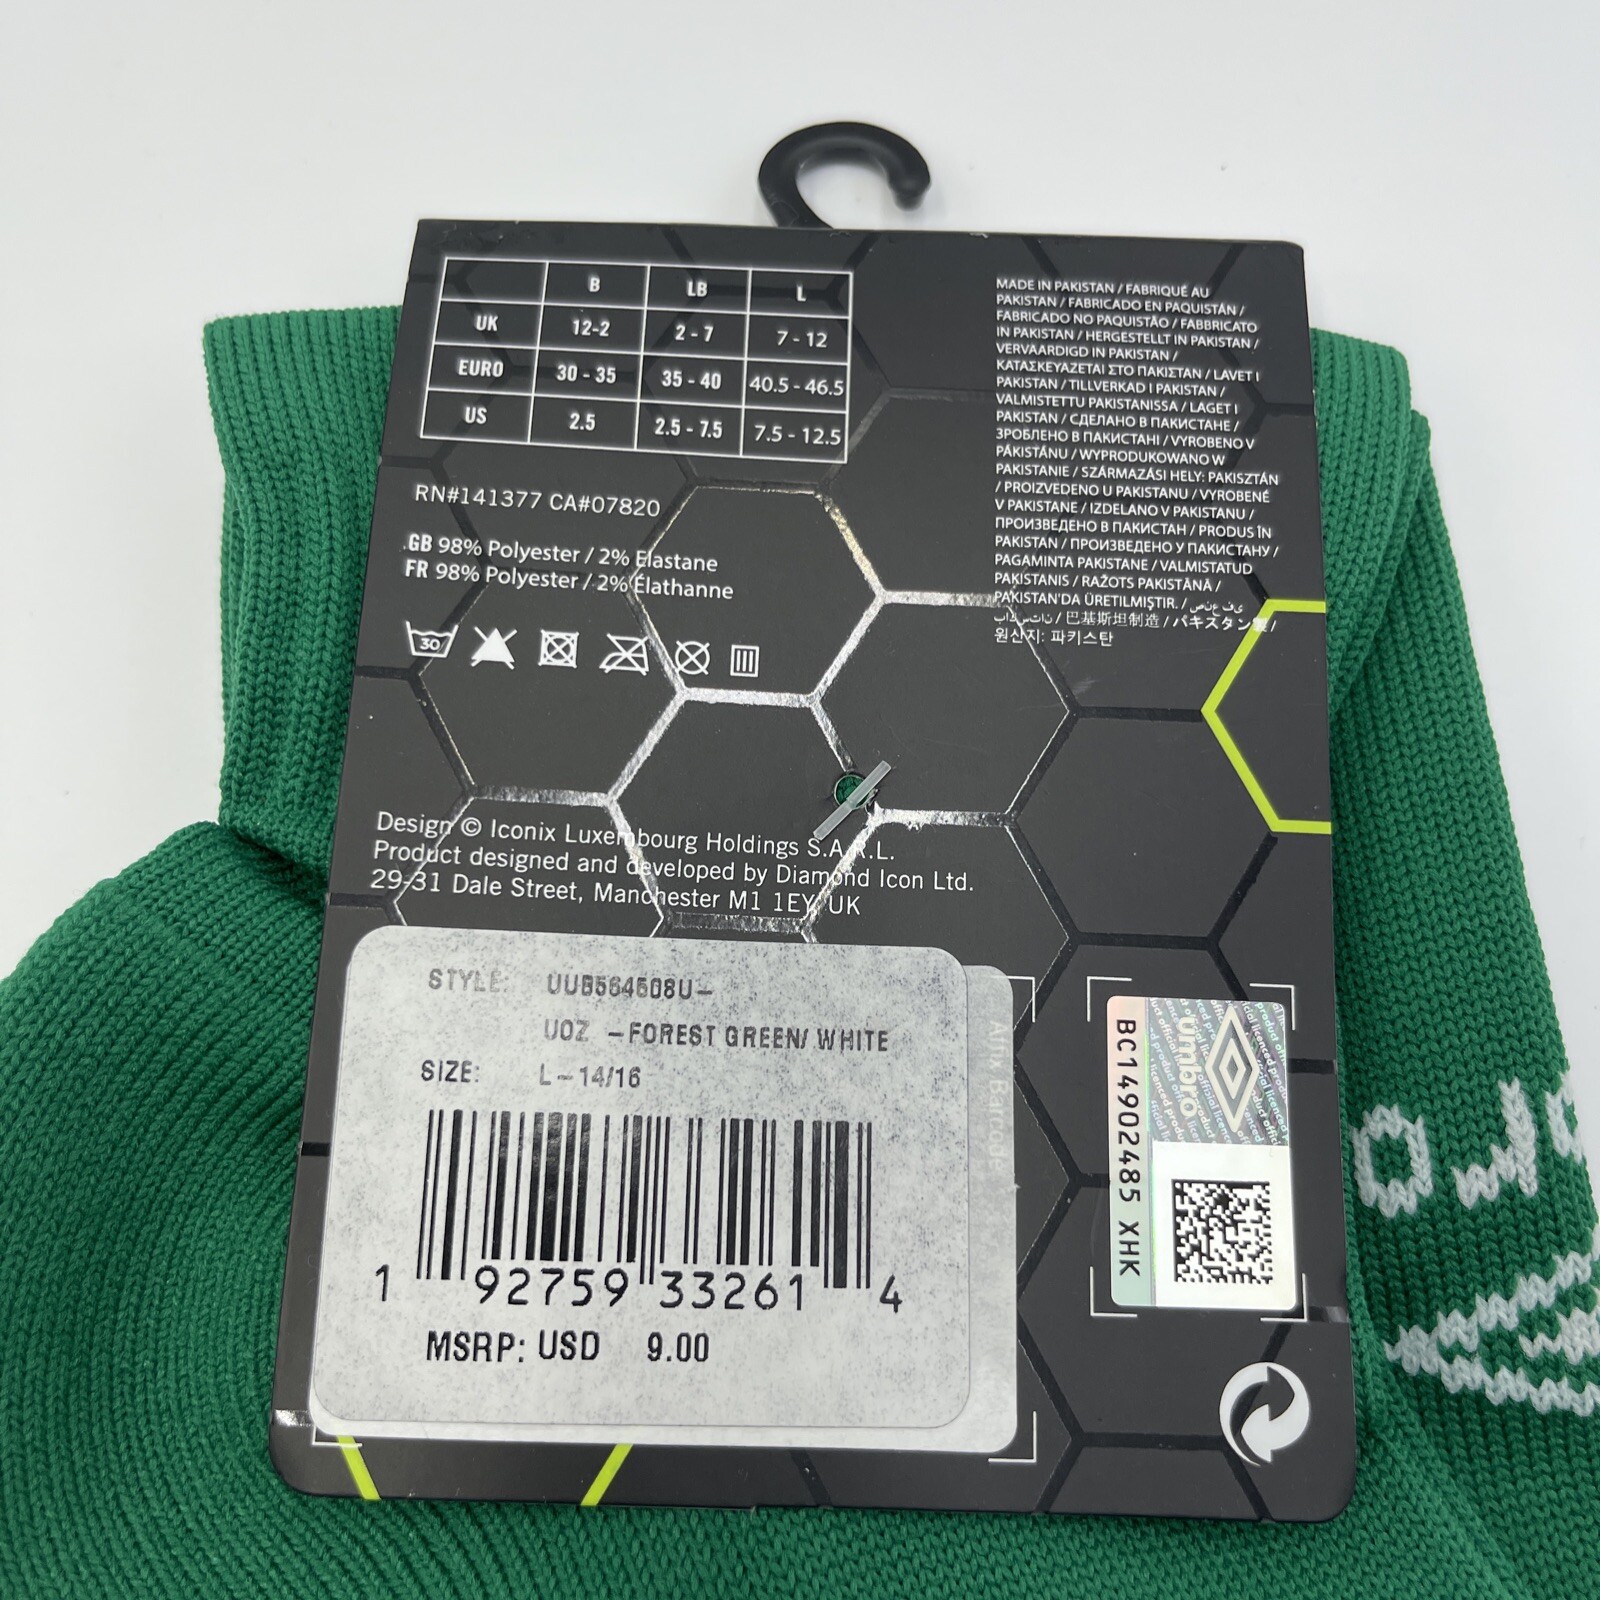 B LB L
UK 12-2 2 - 7 7 - 12
EURO 30 - 35 35 - 40 40.5 - 46.5
US 2.5 2.5 - 7.5 7.5 - 12.5
RN#141377 CA#07820
GB 98% Polyester / 2% Elastane
FR 98% Polyester / 2% Élathanne
30
MADE IN PAKISTAN / FABRIQUÉ AU
PAKISTAN / FABRICADO EN PAQUISTÁN /
FABRICADO NO PAQUISTÃO / FABBRICATO
IN PAKISTAN / HERGESTELLT IN PAKISTAN /
VERVAARDIGD IN PAKISTAN /
ΚΑΤΑΣΚΕΥΑΖΕΤΑΙ ΣΤΟ ΠΑΚΙΣΤΑΝ / LAVET I
PAKISTAN / TILLVERKAD I PAKISTAN /
VALMISTETTU PAKISTANISSA / LAGET I
PAKISTAN / СДЕЛАНО В ПАКИСТАНЕ /
ЗРОБЛЕНО В ПАКИСТАНІ / VYROBENO V
PÁKISTÁNU / WYPRODUKOWANO W
PAKISTANIE / SZÁRMAZÁSI HELY: PAKISZTÁN
/ PROIZVEDENO U PAKISTANU / VYROBENÉ
V PAKISTANE / IZDELANO V PAKISTANU /
ПРОИЗВЕДЕНО В ПАКИСТАН / PRODUS ÎN
PAKISTAN / ПРОИЗВЕДЕНО У ПАКИСТАНУ /
PAGAMINTA PAKISTANE / VALMISTATUD
PAKISTANIS / RAŽOTS PAKISTĀNĀ /
PAKISTAN'DA ÜRETILMIŞTIR. /
/ 巴基斯坦制造 / パキスタン製 /
원산지: 파키스탄
Design © Iconix Luxembourg Holdings S.A.R.L.
Product designed and developed by Diamond Icon Ltd.
29-31 Dale Street, Manchester M1 1EY, UK
STYLE: UUB564508U-
UOZ -FOREST GREEN/ WHITE
SIZE: L-14/16
1 92759 33261 4
MSRP: USD 9.00
Affix Barcode
umbro
BC14902485 XHK